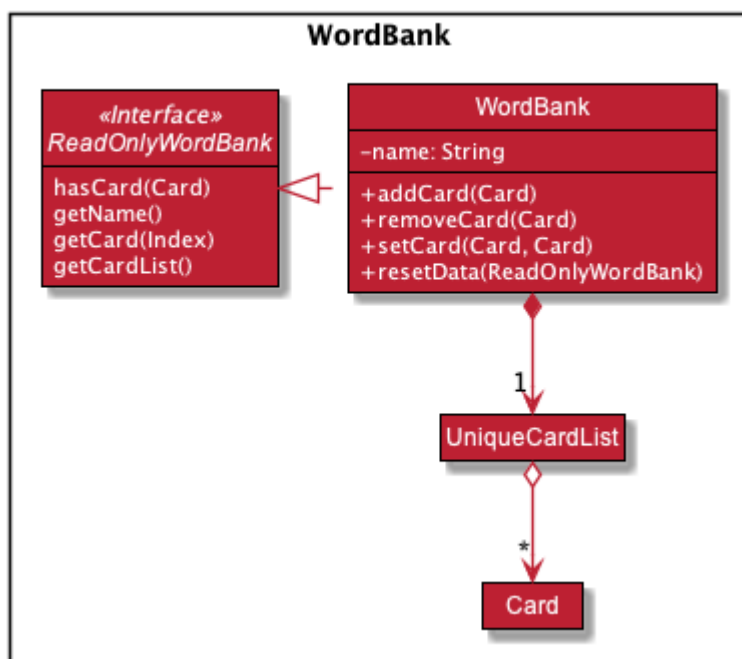 WordBank
«Interface»
ReadOnlyWordBank
hasCard(Card)
getName()
getCard(Index)
getCardList()
WordBank
-name: String
+addCard(Card)
+removeCard(Card)
+setCard(Card, Card)
+resetData(ReadOnlyWordBank)
1
UniqueCardList
*
Card